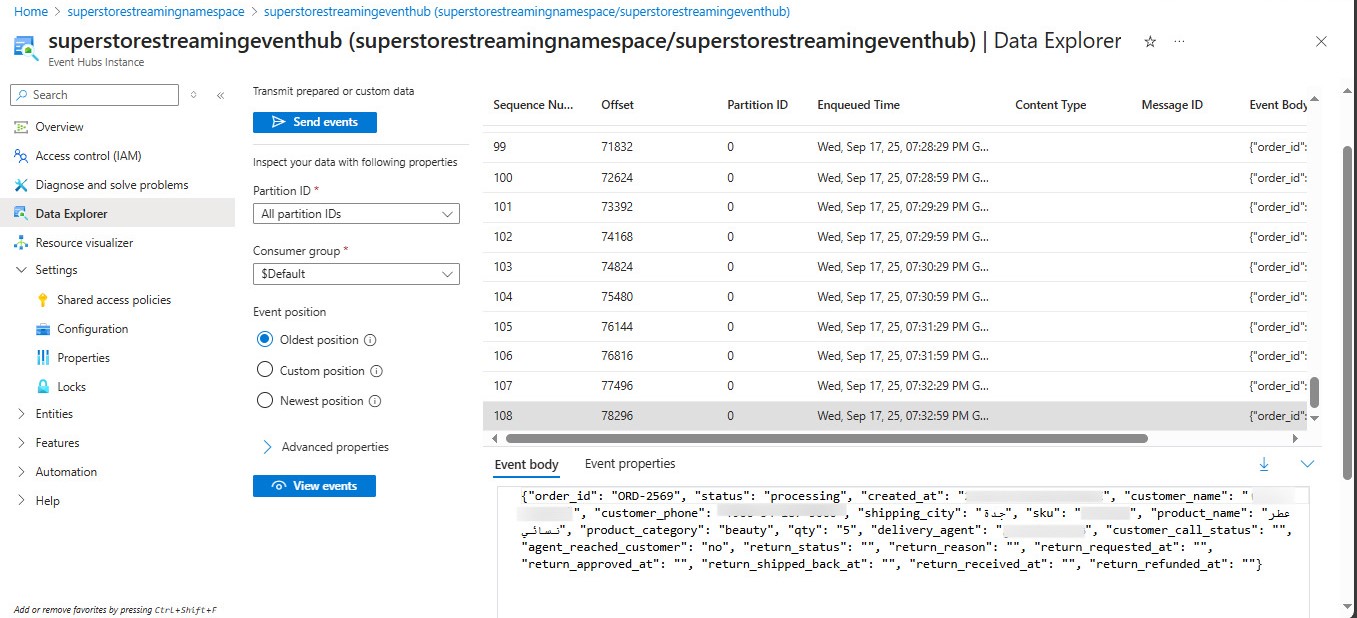 Home > superstorestreamingnamespace > superstorestreamingeventhub (superstorestreamingnamespace/superstorestreamingeventhub)
superstorestreamingeventhub (superstorestreamingnamespace/superstorestreamingeventhub) | Data Explorer
Event Hubs Instance
Search
Overview
Access control (IAM)
Diagnose and solve problems
Data Explorer
Resource visualizer
Settings
Shared access policies
Configuration
Properties
Locks
Entities
Features
Automation
Help
Add or remove favorites by pressing Ctrl+Shift+F
Transmit prepared or custom data
Send events
Inspect your data with following properties
Partition ID *
All partition IDs
Consumer group *
$Default
Event position
Oldest position
Custom position
Newest position
Advanced properties
View events
Sequence Nu... Offset Partition ID Enqueued Time Content Type Message ID Event Body
99 71832 0 Wed, Sep 17, 25, 07:28:29 PM G... {"order_id":
100 72624 0 Wed, Sep 17, 25, 07:28:59 PM G... {"order_id":
101 73392 0 Wed, Sep 17, 25, 07:29:29 PM G... {"order_id":
102 74168 0 Wed, Sep 17, 25, 07:29:59 PM G... {"order_id":
103 74824 0 Wed, Sep 17, 25, 07:30:29 PM G... {"order_id":
104 75480 0 Wed, Sep 17, 25, 07:30:59 PM G... {"order_id":
105 76144 0 Wed, Sep 17, 25, 07:31:29 PM G... {"order_id":
106 76816 0 Wed, Sep 17, 25, 07:31:59 PM G... {"order_id":
107 77496 0 Wed, Sep 17, 25, 07:32:29 PM G... {"order_id":
108 78296 0 Wed, Sep 17, 25, 07:32:59 PM G... {"order_id":
Event body Event properties
{"order_id": "ORD-2569", "status": "processing", "created_at": " ", "customer_name": "
", "customer_phone": ", "shipping_city": "جدة", "sku": " ", "product_name": "عطر
نسائي", "product_category": "beauty", "qty": "5", "delivery_agent": " ", "customer_call_status": "",
"agent_reached_customer": "no", "return_status": "", "return_reason": "", "return_requested_at": "",
"return_approved_at": "", "return_shipped_back_at": "", "return_received_at": "", "return_refunded_at": ""}